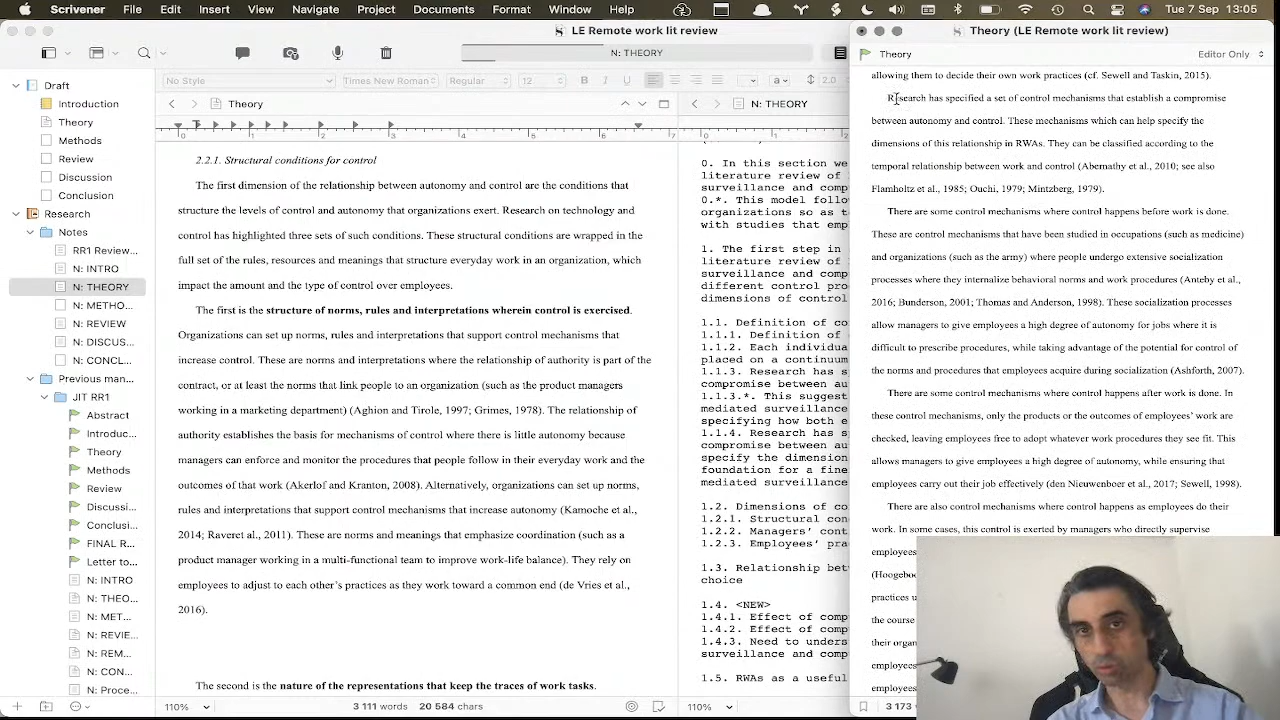 Scrivener File Edit Insert View Navigate Project Documents Format Window Help Tue 7 Sep 13:05
LE Remote work lit review
N: THEORY
No Style Times New Roman Regular 12 B I U a 2.0
Theory
0 1 2 3 4 5 6 7
Draft
Introduction
Theory
Methods
Review
Discussion
Conclusion
Research
Notes
RR1 Review...
N: INTRO
N: THEORY
N: METHO...
N: REVIEW
N: DISCUS...
N: CONCL...
Previous man...
JIT RR1
Abstract
Introduc...
Theory
Methods
Review
Discussi...
Conclusi...
FINAL R...
Letter to...
N: INTRO
N: THEO...
N: MET...
N: REVIE...
N: REM...
N: CON...
N: Proce...
2.2.1. Structural conditions for control
The first dimension of the relationship between autonomy and control are the conditions that
structure the levels of control and autonomy that organizations exert. Research on technology and
control has highlighted three sets of such conditions. These structural conditions are wrapped in the
full set of the rules, resources and meanings that structure everyday work in an organization, which
impact the amount and the type of control over employees.
The first is the structure of norms, rules and interpretations wherein control is exercised.
Organizations can set up norms, rules and interpretations that support control mechanisms that
increase control. These are norms and interpretations where the relationship of authority is part of the
contract, or at least the norms that link people to an organization (such as the product managers
working in a marketing department) (Aghion and Tirole, 1997; Grimes, 1978). The relationship of
authority establishes the basis for mechanisms of control where there is little autonomy because
managers can enforce and monitor the procedures that people follow in their everyday work and the
outcomes of that work (Akerlof and Kranton, 2008). Alternatively, organizations can set up norms,
rules and interpretations that support control mechanisms that increase autonomy (Kamoche et al.,
2014; Raveret al., 2011). These are norms and meanings that emphasize coordination (such as a
product manager working in a multi-functional team to improve work-life balance). They rely on
employees to adjust to each other's practices as they work toward a common end (de Vries et al.,
2016).
The second is the nature of the representations that keep the traces of work tasks.
110% 3 111 words 20 584 chars
N: THEORY
0 1 2
0. In this section we
literature review of
surveillance and comp
0.*. This model follow
organizations so as t
with studies that emp
1. The first step in
literature review of
surveillance and comp
different control pro
dimensions of control
1.1. Definition of co
1.1.1. Definition of
1.1.2. Each individua
placed on a continuum
1.1.3. Research has s
compromise between au
1.1.3.*. This suggest
mediated surveillance
specifying how both e
1.1.4. Research has s
compromise between au
specify the dimension
foundation for a fine
mediated surveillance
1.2. Dimensions of co
1.2.1. Structural con
1.2.2. Managers' cont
1.2.3. Employees' pra
1.3. Relationship bet
choice
1.4. <NEW>
1.4.1. Effect of comp
1.4.2. Effect of comp
1.4.3. Need to unders
surveillance and comp
1.5. RWAs as a useful
110%
Theory (LE Remote work lit review)
Theory Editor Only
allowing them to decide their own work practices (cf. Sewell and Taskin, 2015).
Research has specified a set of control mechanisms that establish a compromise
between autonomy and control. These mechanisms which can help specify the
dimensions of this relationship in RWAs. They can be classified according to the
temporal relationship between work and control (Abernathy et al., 2010; see also
Flamholtz et al., 1985; Ouchi, 1979; Mintzberg, 1979).
There are some control mechanisms where control happens before work is done.
These are control mechanisms that have been studied in occupations (such as medicine)
and organizations (such as the army) where people undergo extensive socialization
processes where they internalize behavioral norms and work procedures (Anteby et al.,
2016; Bunderson, 2001; Thomas and Anderson, 1998). These socialization processes
allow managers to give employees a high degree of autonomy for jobs where it is
difficult to prescribe procedures, while taking advantage of the potential for control of
the norms and procedures that employees acquire during socialization (Ashforth, 2007).
There are some control mechanisms where control happens after work is done. In
these control mechanisms, only the products or the outcomes of employees' work are
checked, leaving employees free to adopt whatever work procedures they see fit. This
allows managers to give employees a high degree of autonomy, while ensuring that
employees carry out their job effectively (den Nieuwenboer et al., 2017; Sewell, 1998).
There are also control mechanisms where control happens as employees do their
work. In some cases, this control is exerted by managers who directly supervise
employees
(Hoogebo
practices u
the course
their organ
employees
employees
3 173